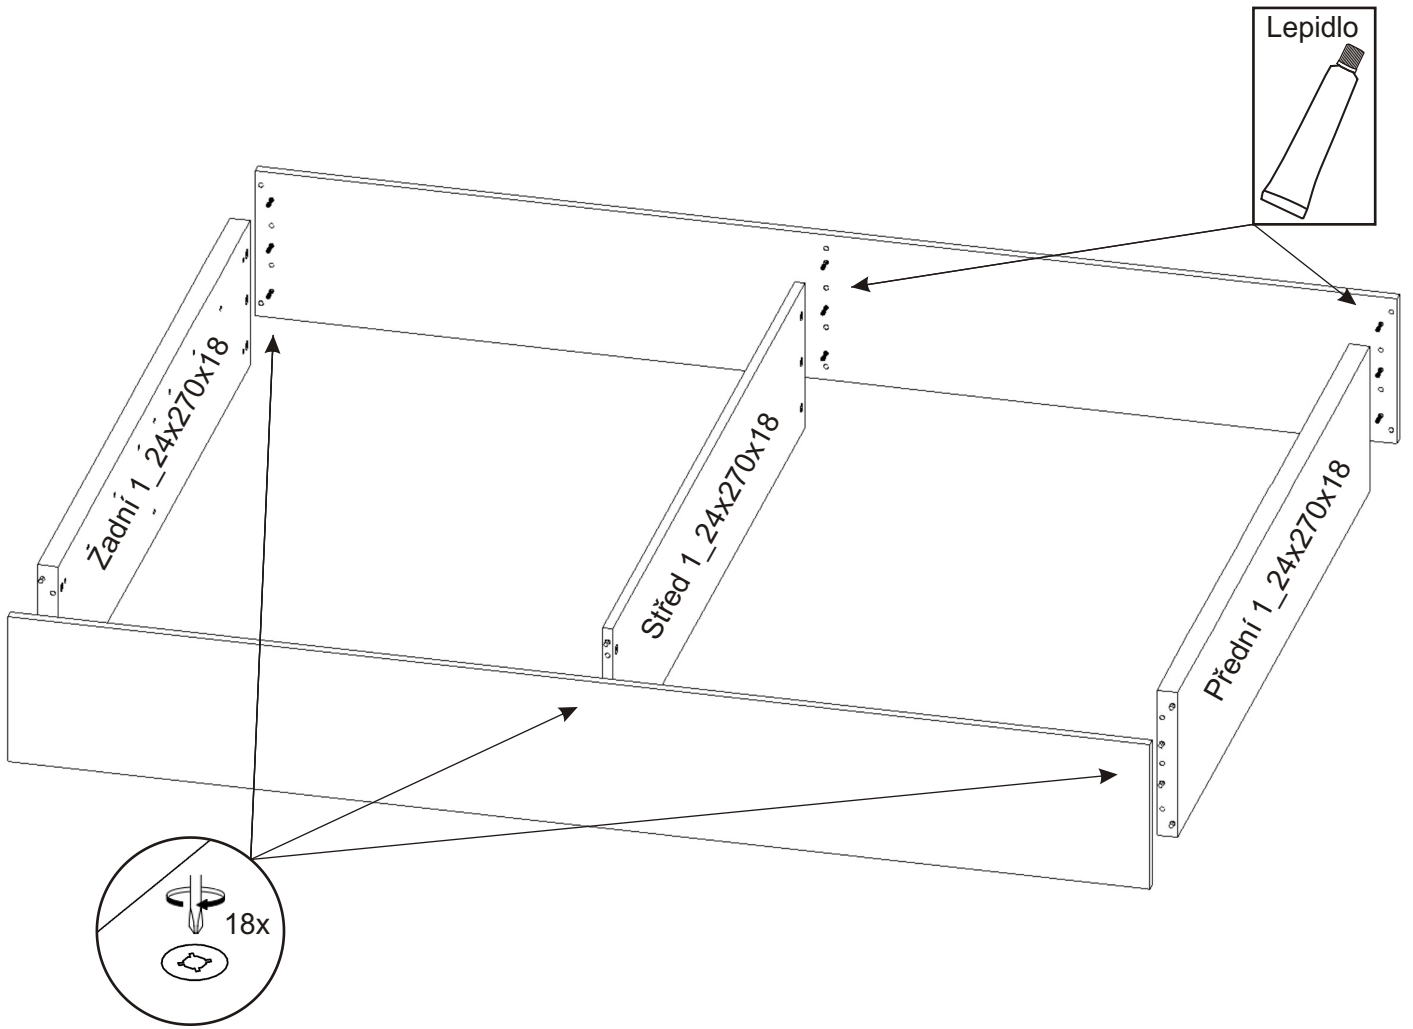 Lepidlo
Žadní 1_24x270x18
Střed 1_24x270x18
Přední 1_24x270x18
18x